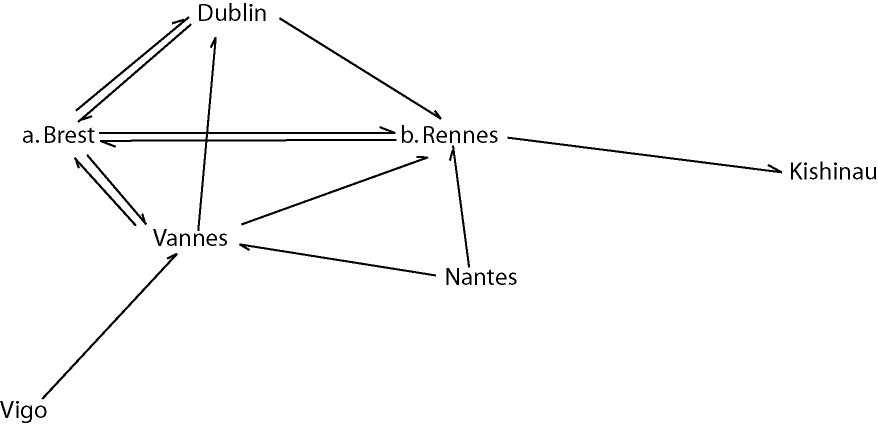 Dublin
a. Brest
b. Rennes
Kishinau
Vannes
Nantes
Vigo